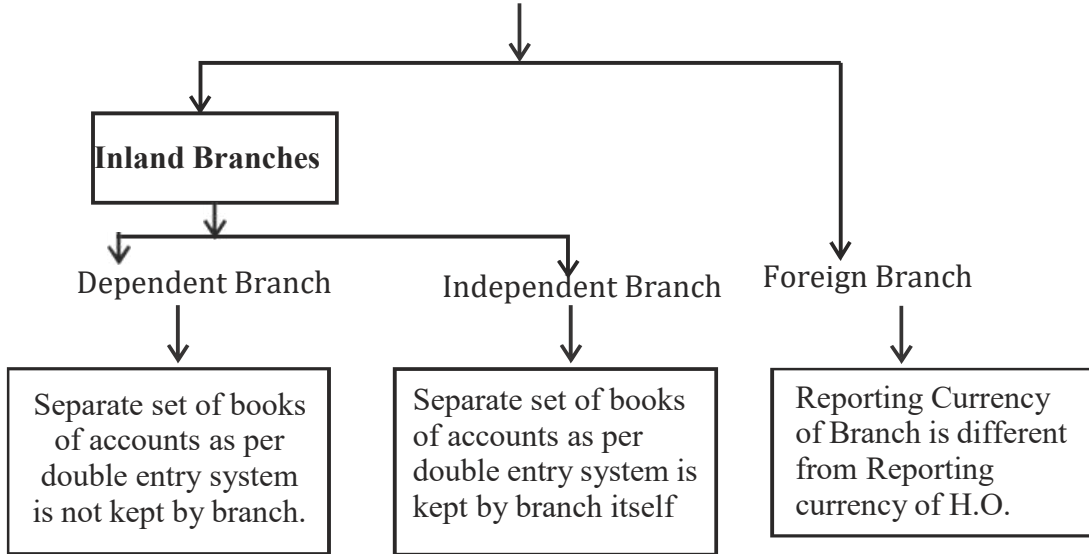 Inland Branches
Dependent Branch
Independent Branch
Foreign Branch
Separate set of books
of accounts as per
double entry system
is not kept by branch.
Separate set of books
of accounts as per
double entry system is
kept by branch itself
Reporting Currency
of Branch is different
from Reporting
currency of H.O.